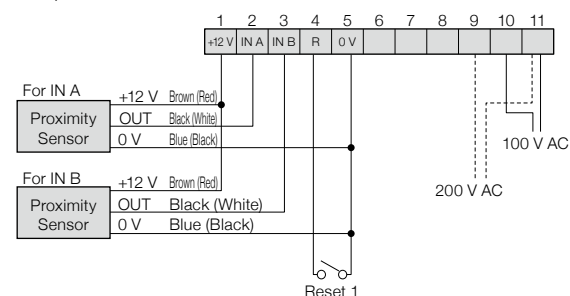 1 2 3 4 5 6 7 8 9 10 11
+12 V IN A IN B R 0 V
For IN A
Proximity Sensor
+12 V Brown (Red)
OUT Black (White)
0 V Blue (Black)
100 V AC
For IN B
Proximity Sensor
+12 V Brown (Red)
OUT Black (White)
0 V Blue (Black)
200 V AC
Reset 1